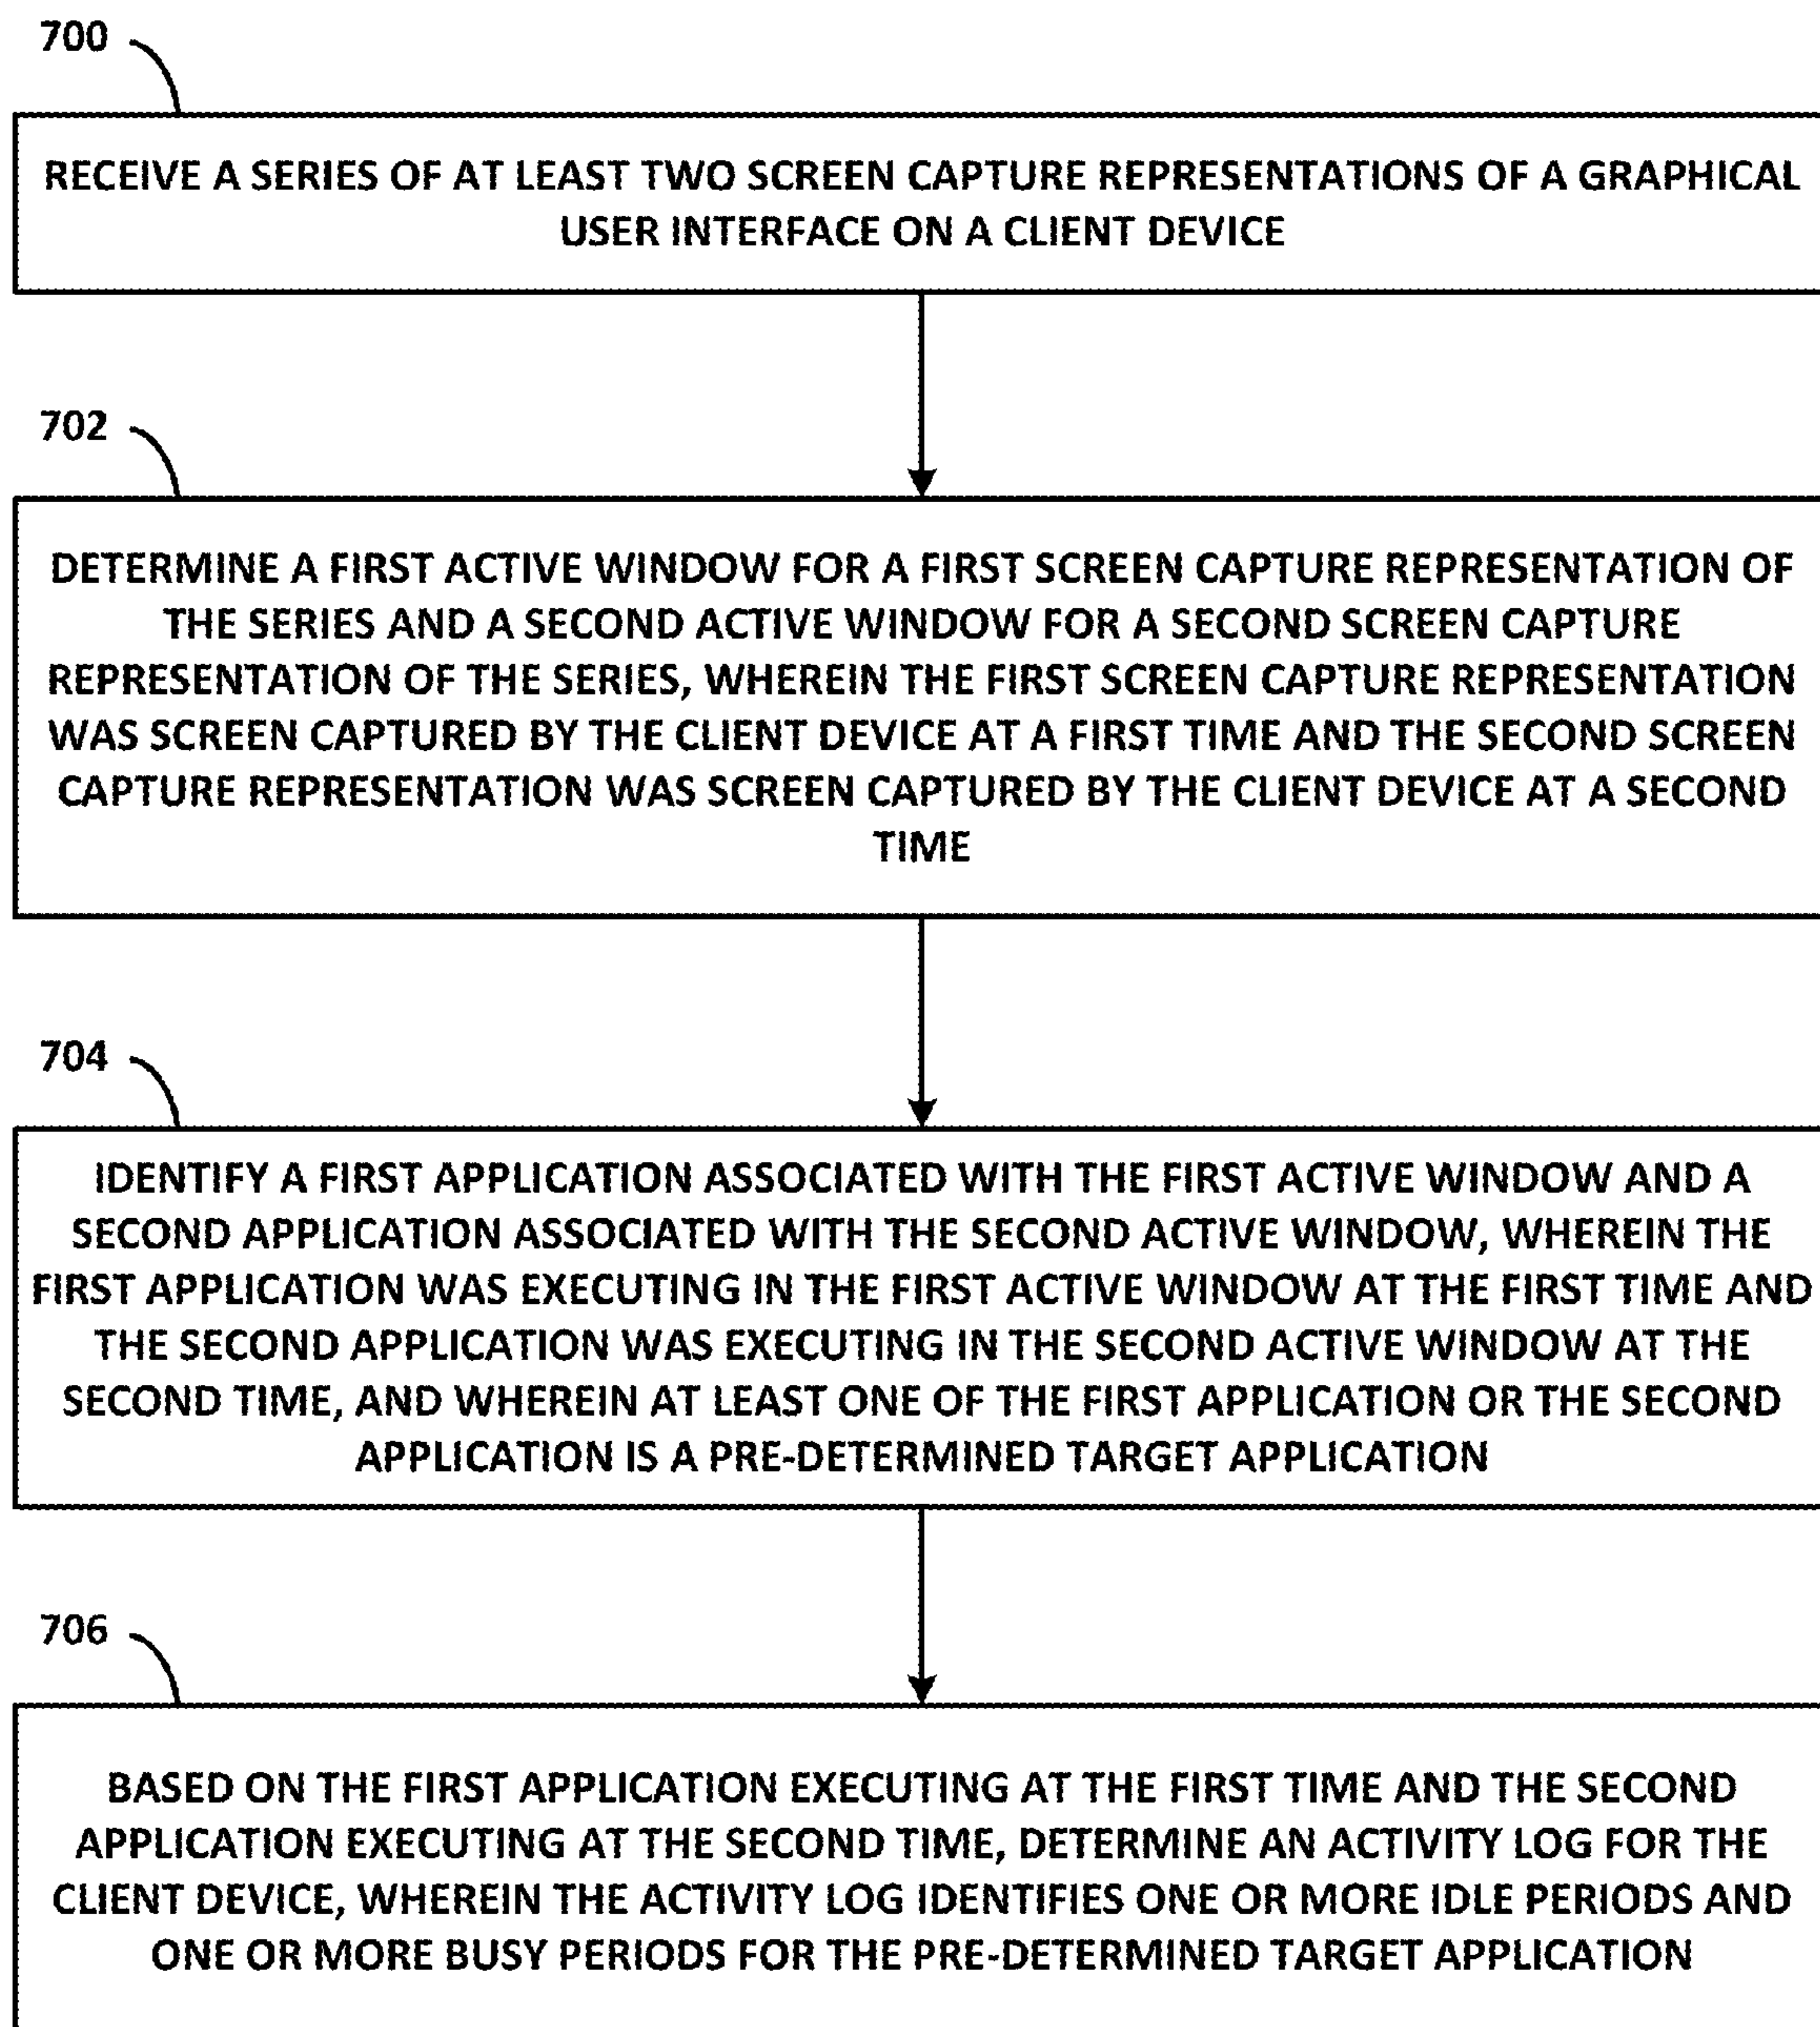 700
RECEIVE A SERIES OF AT LEAST TWO SCREEN CAPTURE REPRESENTATIONS OF A GRAPHICAL
USER INTERFACE ON A CLIENT DEVICE
702
DETERMINE A FIRST ACTIVE WINDOW FOR A FIRST SCREEN CAPTURE REPRESENTATION OF
THE SERIES AND A SECOND ACTIVE WINDOW FOR A SECOND SCREEN CAPTURE
REPRESENTATION OF THE SERIES, WHEREIN THE FIRST SCREEN CAPTURE REPRESENTATION
WAS SCREEN CAPTURED BY THE CLIENT DEVICE AT A FIRST TIME AND THE SECOND SCREEN
CAPTURE REPRESENTATION WAS SCREEN CAPTURED BY THE CLIENT DEVICE AT A SECOND
TIME
704
IDENTIFY A FIRST APPLICATION ASSOCIATED WITH THE FIRST ACTIVE WINDOW AND A
SECOND APPLICATION ASSOCIATED WITH THE SECOND ACTIVE WINDOW, WHEREIN THE
FIRST APPLICATION WAS EXECUTING IN THE FIRST ACTIVE WINDOW AT THE FIRST TIME AND
THE SECOND APPLICATION WAS EXECUTING IN THE SECOND ACTIVE WINDOW AT THE
SECOND TIME, AND WHEREIN AT LEAST ONE OF THE FIRST APPLICATION OR THE SECOND
APPLICATION IS A PRE-DETERMINED TARGET APPLICATION
706
BASED ON THE FIRST APPLICATION EXECUTING AT THE FIRST TIME AND THE SECOND
APPLICATION EXECUTING AT THE SECOND TIME, DETERMINE AN ACTIVITY LOG FOR THE
CLIENT DEVICE, WHEREIN THE ACTIVITY LOG IDENTIFIES ONE OR MORE IDLE PERIODS AND
ONE OR MORE BUSY PERIODS FOR THE PRE-DETERMINED TARGET APPLICATION